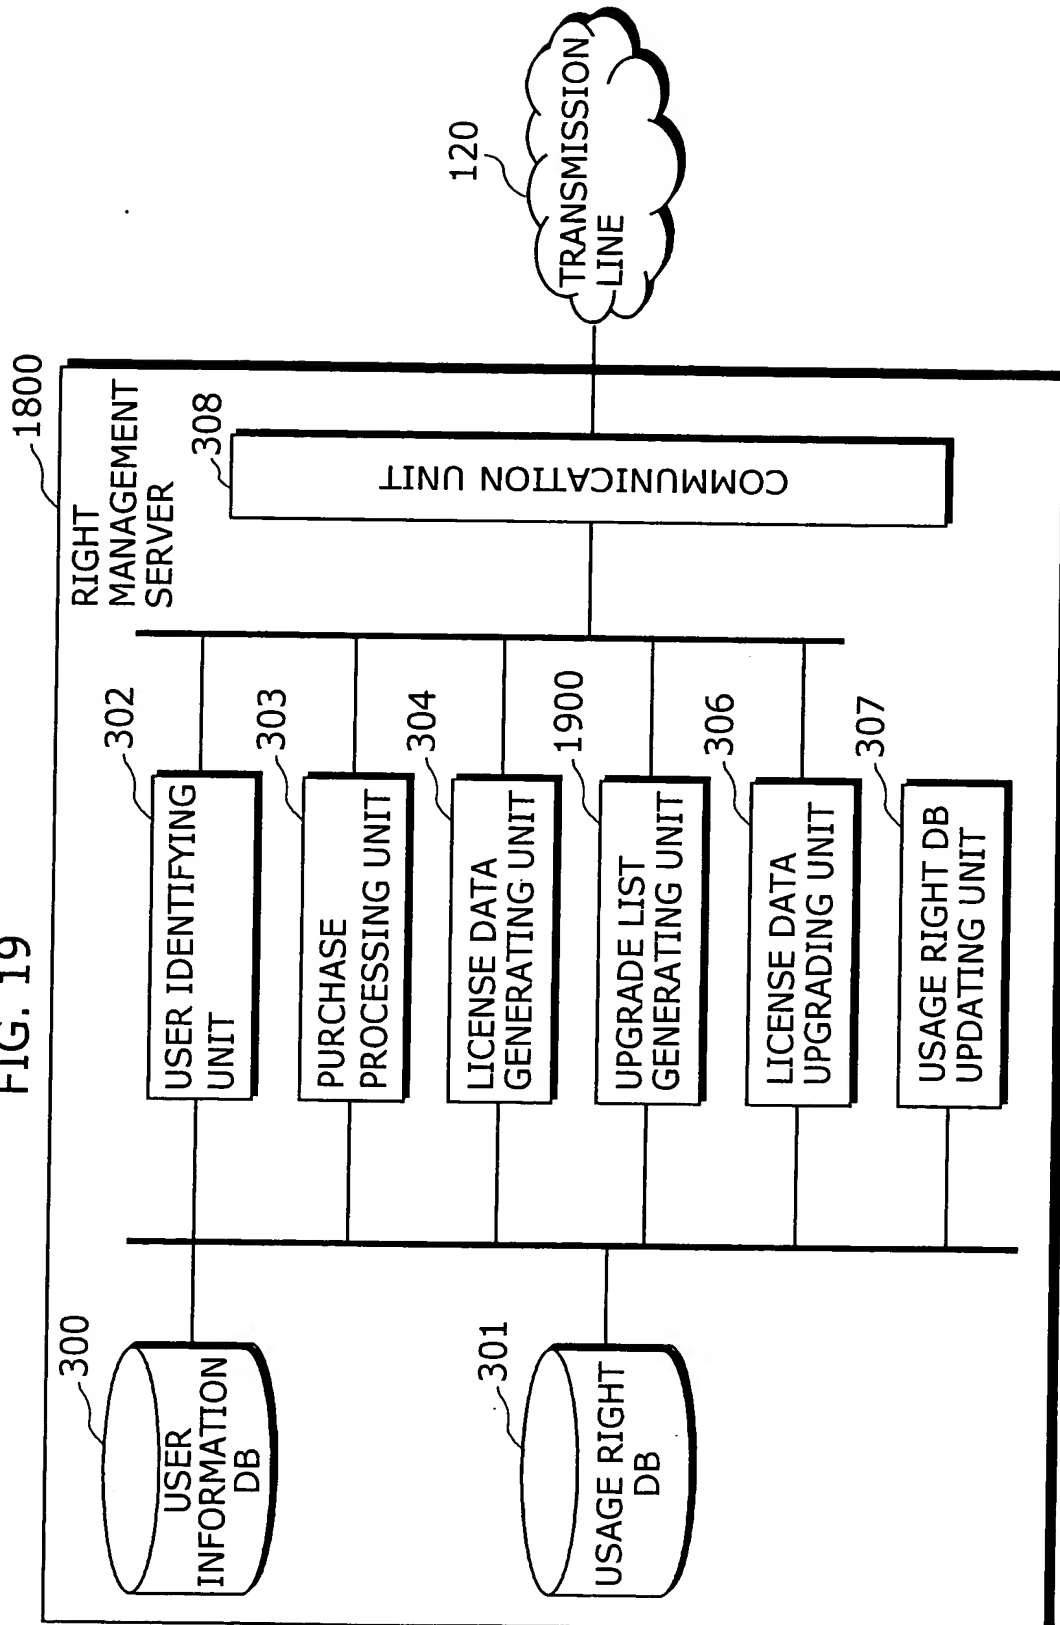 FIG. 19
1800
RIGHT
MANAGEMENT
SERVER
300
USER
INFORMATION
DB
301
USAGE RIGHT
DB
302
USER IDENTIFYING
UNIT
303
PURCHASE
PROCESSING UNIT
304
LICENSE DATA
GENERATING UNIT
1900
UPGRADE LIST
GENERATING UNIT
306
LICENSE DATA
UPGRADING UNIT
307
USAGE RIGHT DB
UPDATING UNIT
308
COMMUNICATION UNIT
120
TRANSMISSION
LINE